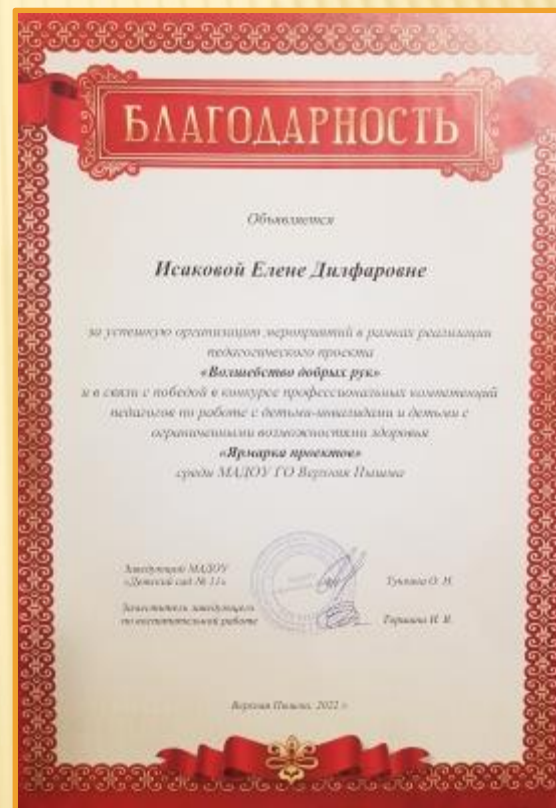 БЛАГОДАРНОСТЬ
Объявляется
Исаковой Елене Дилфаровне
за успешную организацию мероприятий в рамках реализации
педагогического проекта
«Волшебство добрых рук»
и в связи с победой в конкурсе профессиональных компетенций
педагогов по работе с детьми-инвалидами и детьми с
ограниченными возможностями здоровья
«Ярмарка проектов»
среди МАДОУ ГО Верхняя Пышма
Заведующий МАДОУ
«Детский сад № 11»
О. Н.
Заместитель заведующего
по воспитательной работе
Верхняя Пышма, 2022 г.